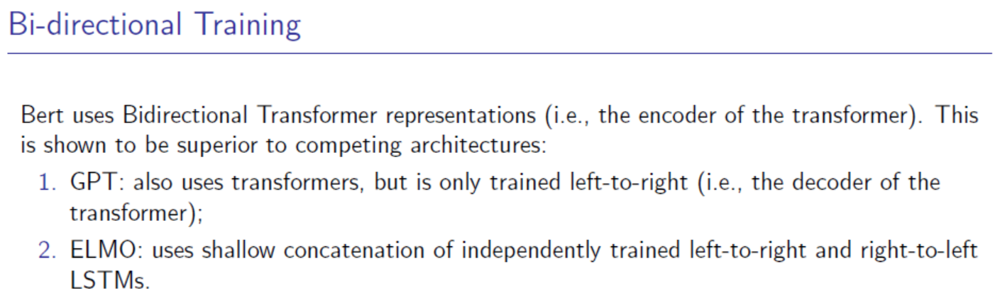 Bi-directional Training
Bert uses Bidirectional Transformer representations (i.e., the encoder of the transformer). This
is shown to be superior to competing architectures:
1. GPT: also uses transformers, but is only trained left-to-right (i.e., the decoder of the
transformer);
2. ELMO: uses shallow concatenation of independently trained left-to-right and right-to-left
LSTMs.